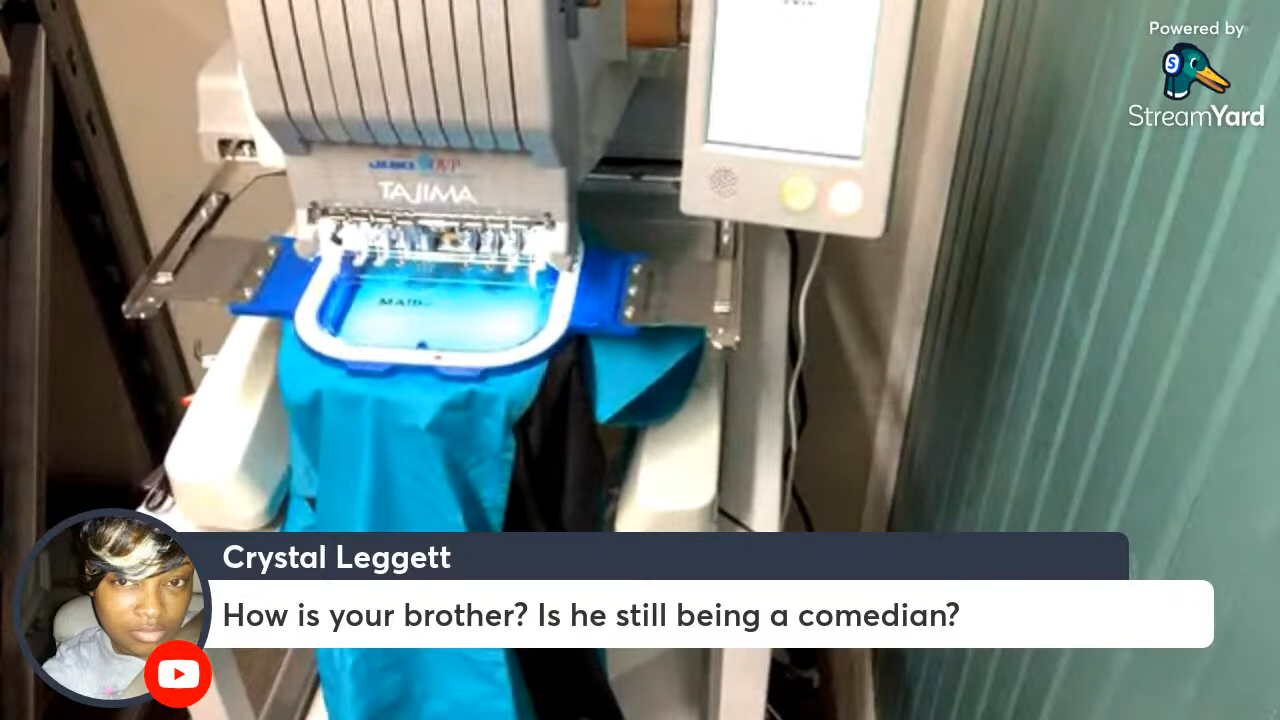 Powered by
StreamYard
TAJIMA
Crystal Leggett
How is your brother? Is he still being a comedian?